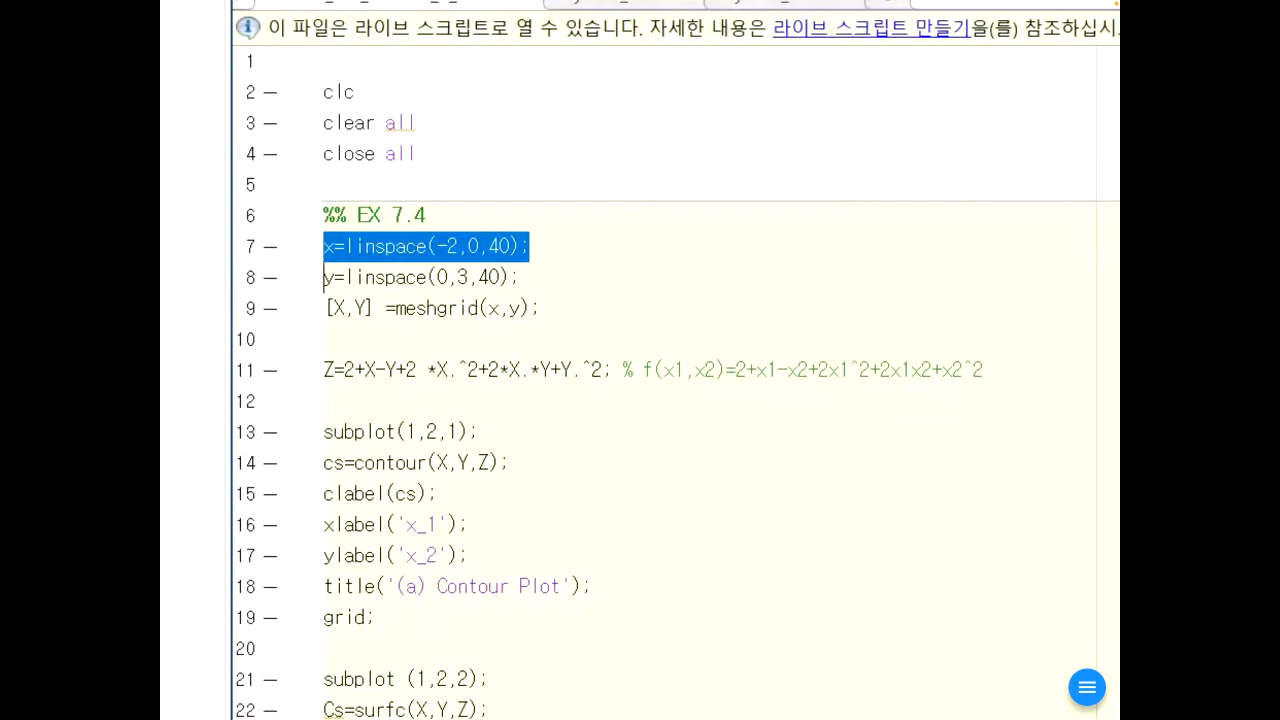 이 파일은 라이브 스크립트로 열 수 있습니다. 자세한 내용은 라이브 스크립트 만들기을(를) 참조하십시.
1
2 — clc
3 — clear all
4 — close all
5
6 %% EX 7.4
7 — x=linspace(-2,0,40);
8 — y=linspace(0,3,40);
9 — [X,Y] =meshgrid(x,y);
10
11 — Z=2+X-Y+2 *X.^2+2*X.*Y+Y.^2; % f(x1,x2)=2+x1-x2+2x1^2+2x1x2+x2^2
12
13 — subplot(1,2,1);
14 — cs=contour(X,Y,Z);
15 — clabel(cs);
16 — xlabel('x_1');
17 — ylabel('x_2');
18 — title('(a) Contour Plot');
19 — grid;
20
21 — subplot (1,2,2);
22 — Cs=surfc(X,Y,Z);